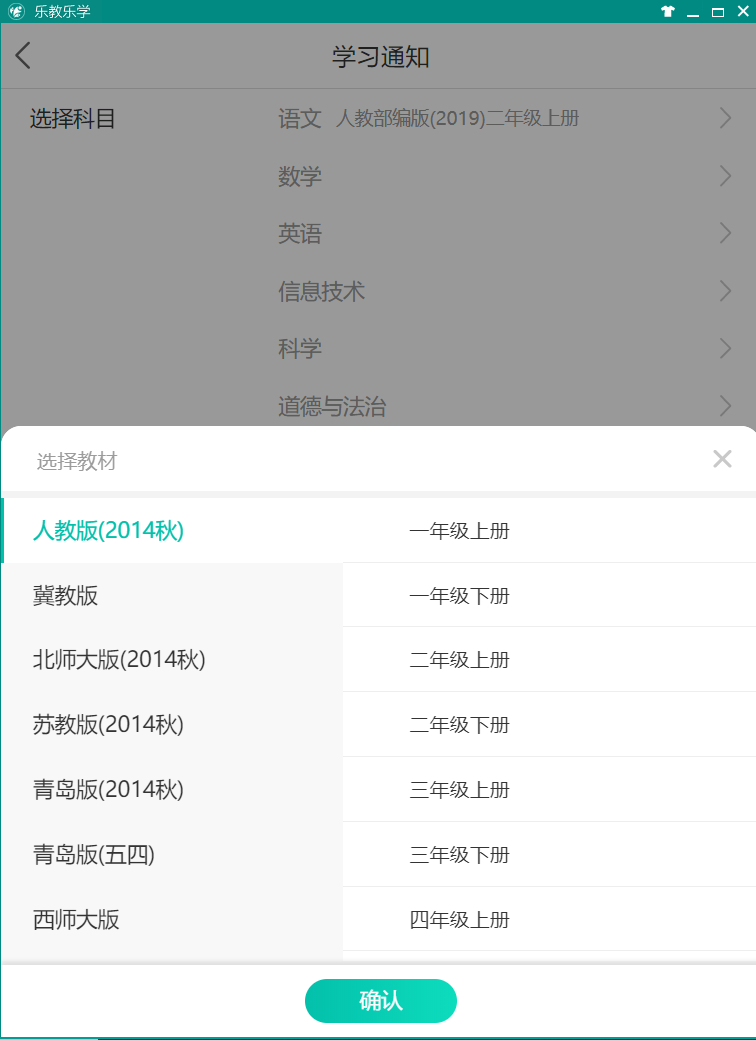 乐教乐学
学习通知
选择科目 语文 人教部编版(2019)二年级上册
数学
英语
信息技术
科学
道德与法治
选择教材
人教版(2014秋) 一年级上册
冀教版 一年级下册
北师大版(2014秋) 二年级上册
苏教版(2014秋) 二年级下册
青岛版(2014秋) 三年级上册
青岛版(五四) 三年级下册
西师大版 四年级上册
确认